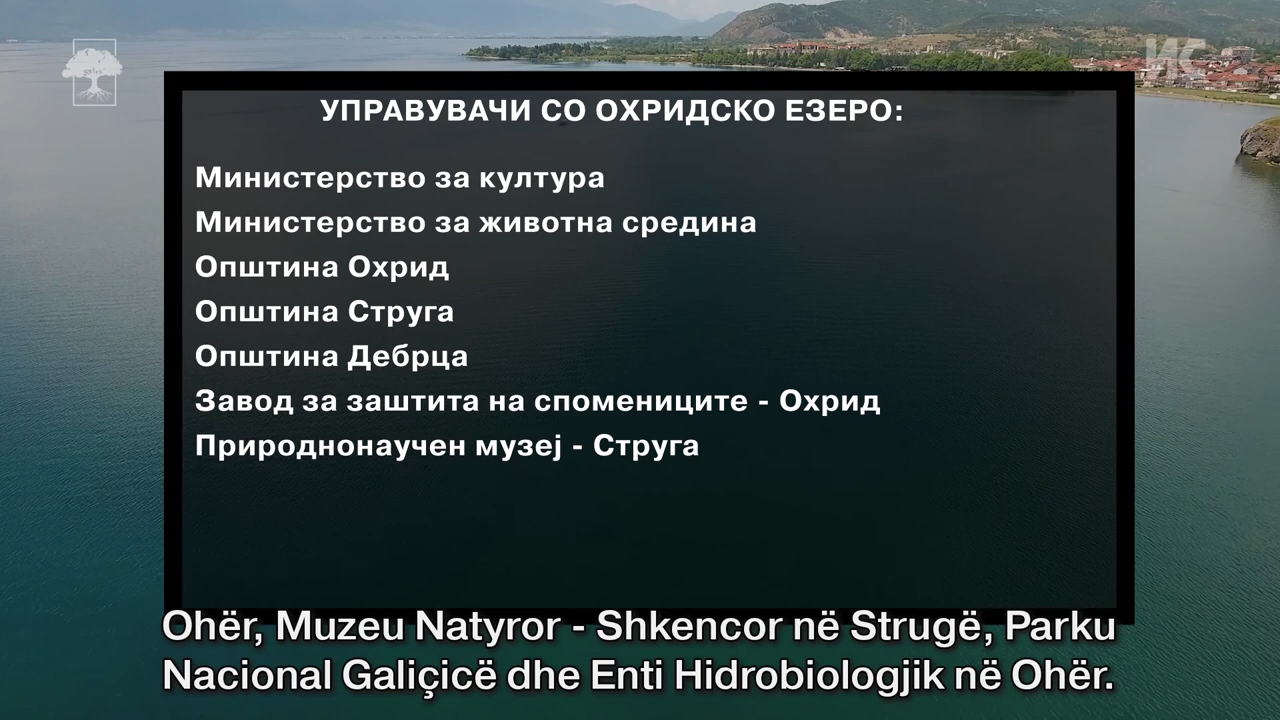 ИС
УПРАВУВАЧИ СО ОХРИДСКО ЕЗЕРО:
Министерство за култура
Министерство за животна средина
Општина Охрид
Општина Струга
Општина Дебрца
Завод за заштита на спомениците - Охрид
Природнонаучен музеј - Струга
Ohër, Muzeu Natyror - Shkencor në Strugë, Parku
Nacional Galiçicë dhe Enti Hidrobiologjik në Ohër.